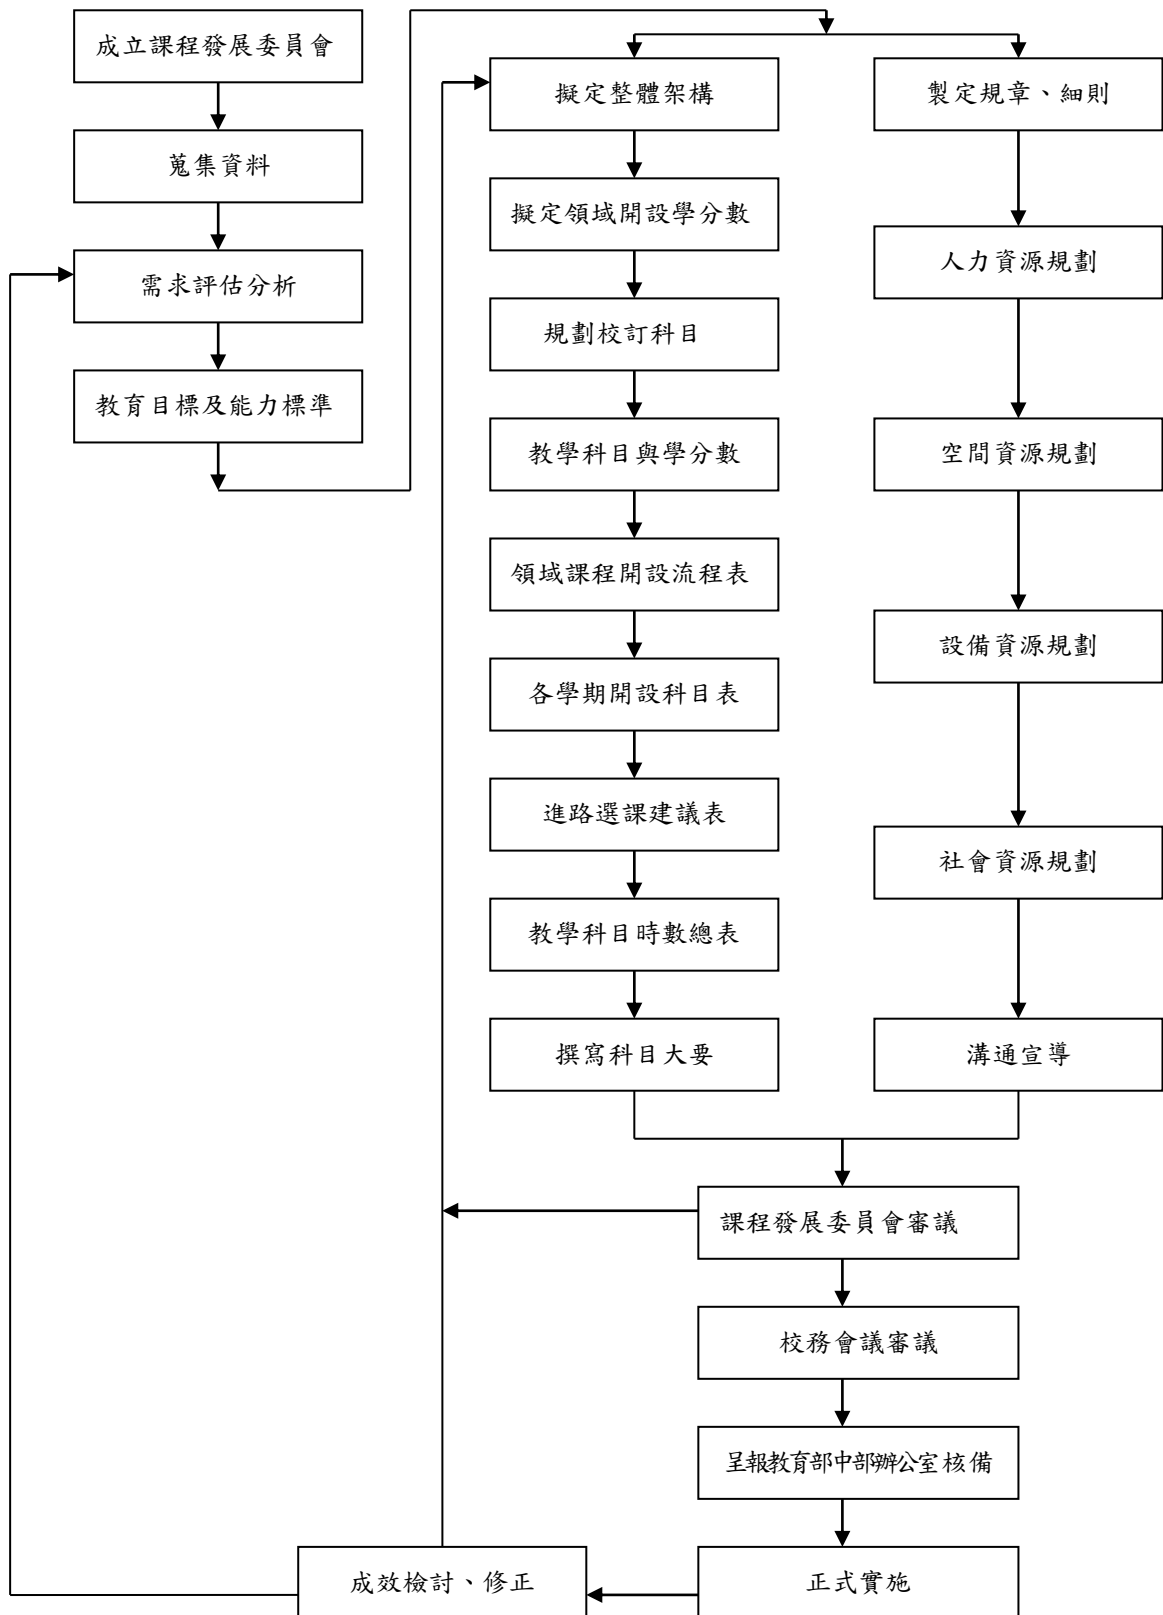 成立課程發展委員會
蒐集資料
需求評估分析
教育目標及能力標準
擬定整體架構
擬定領域開設學分數
規劃校訂科目
教學科目與學分數
領域課程開設流程表
各學期開設科目表
進路選課建議表
教學科目時數總表
撰寫科目大要
製定規章、細則
人力資源規劃
空間資源規劃
設備資源規劃
社會資源規劃
溝通宣導
課程發展委員會審議
校務會議審議
呈報教育部中部辦公室核備
正式實施
成效檢討、修正